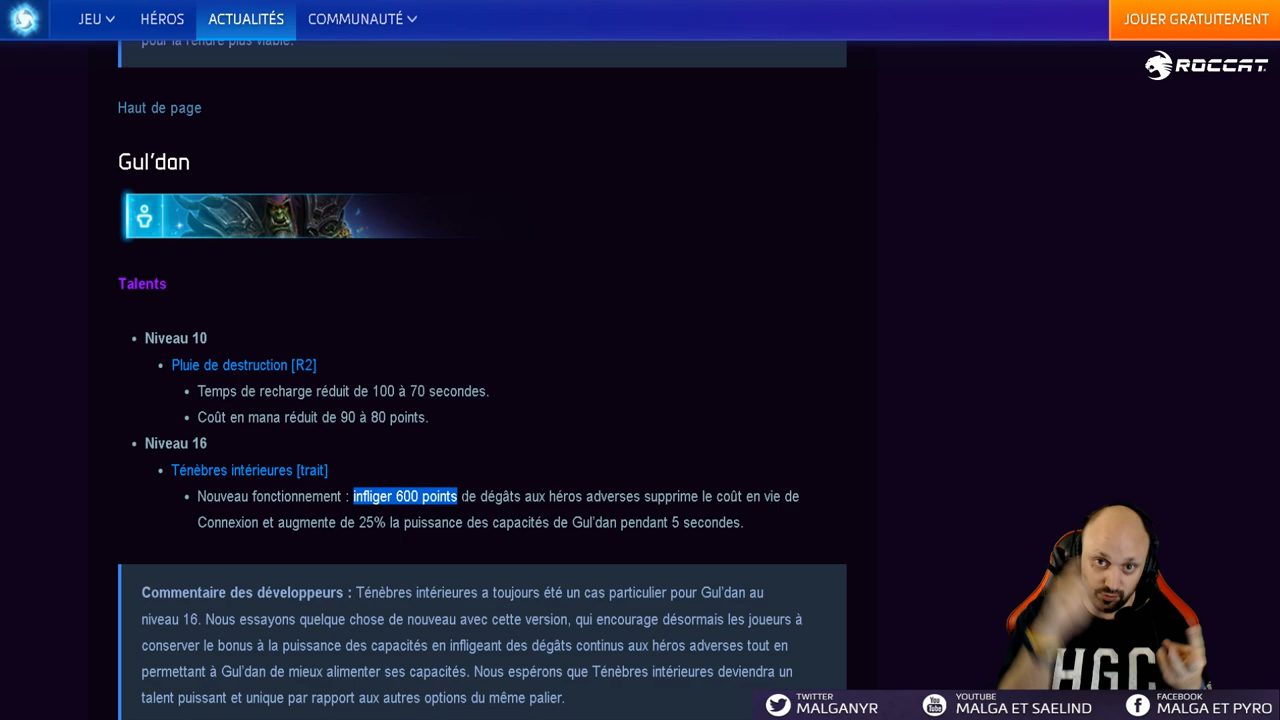 JEU HÉROS ACTUALITÉS COMMUNAUTÉ JOUER GRATUITEMENT
pour la rendre plus viable.
ROCCAT
Haut de page
Gul'dan
Talents
Niveau 10
Pluie de destruction [R2]
Temps de recharge réduit de 100 à 70 secondes.
Coût en mana réduit de 90 à 80 points.
Niveau 16
Ténèbres intérieures [trait]
Nouveau fonctionnement : infliger 600 points de dégâts aux héros adverses supprime le coût en vie de
Connexion et augmente de 25% la puissance des capacités de Gul'dan pendant 5 secondes.
Commentaire des développeurs : Ténèbres intérieures a toujours été un cas particulier pour Gul'dan au
niveau 16. Nous essayons quelque chose de nouveau avec cette version, qui encourage désormais les joueurs à
conserver le bonus à la puissance des capacités en infligeant des dégâts continus aux héros adverses tout en
permettant à Gul'dan de mieux alimenter ses capacités. Nous espérons que Ténèbres intérieures deviendra un
talent puissant et unique par rapport aux autres options du même palier.
HGC
TWITTER
MALGANYR
YOUTUBE
MALGA ET SAELIND
FACEBOOK
MALGA ET PYRO